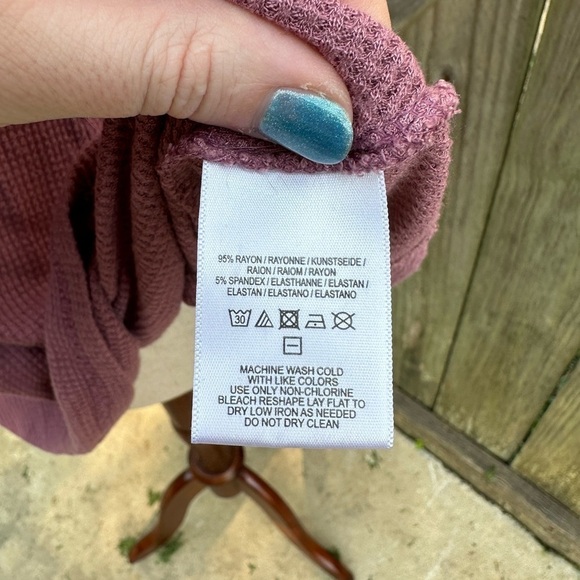 95% RAYON / RAYONNE / KUNSTSEIDE /
RAION / RAIOM / RAYON
5% SPANDEX / ELASTHANNE / ELASTAN /
ELASTAN / ELASTANO / ELASTANO
30
MACHINE WASH COLD
WITH LIKE COLORS
USE ONLY NON-CHLORINE
BLEACH RESHAPE LAY FLAT TO
DRY LOW IRON AS NEEDED
DO NOT DRY CLEAN